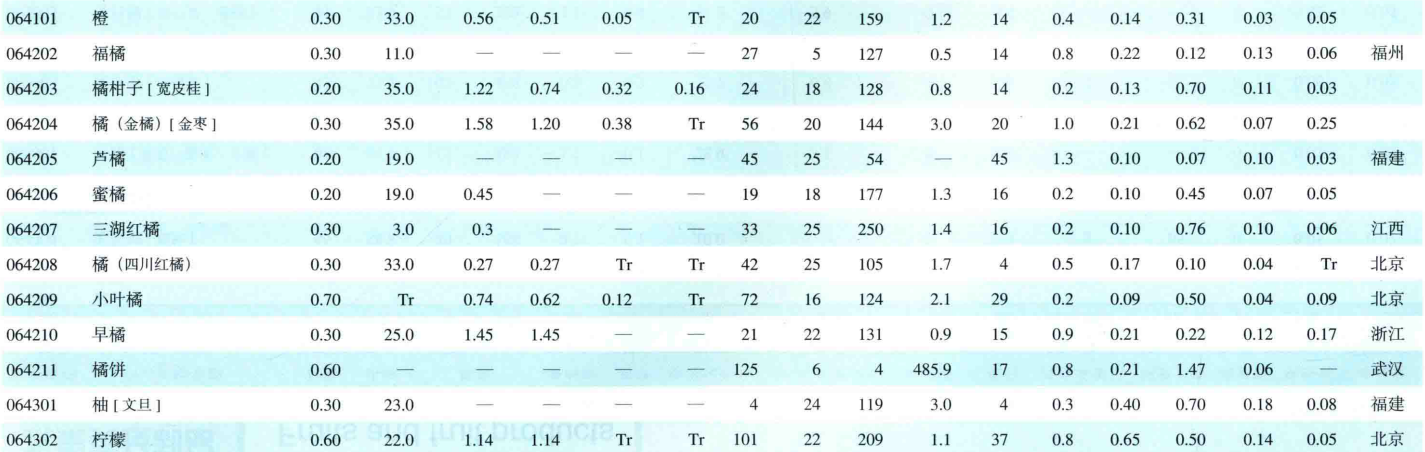 064101 橙 0.30 33.0 0.56 0.51 0.05 Tr 20 22 159 1.2 14 0.4 0.14 0.31 0.03 0.05
064202 福橘 0.30 11.0 — — — — 27 5 127 0.5 14 0.8 0.22 0.12 0.13 0.06 福州
064203 橘柑子 [ 宽皮桂 ] 0.20 35.0 1.22 0.74 0.32 0.16 24 18 128 0.8 14 0.2 0.13 0.70 0.11 0.03
064204 橘（金橘）[ 金枣 ] 0.30 35.0 1.58 1.20 0.38 Tr 56 20 144 3.0 20 1.0 0.21 0.62 0.07 0.25
064205 芦橘 0.20 19.0 45 25 54 — 45 1.3 0.10 0.07 0.10 0.03 福建
064206 蜜橘 0.20 19.0 0.45 — — — 19 18 177 1.3 16 0.2 0.10 0.45 0.07 0.05
064207 三湖红橘 0.30 3.0 0.3 — — — 33 25 250 1.4 16 0.2 0.10 0.76 0.10 0.06 江西
064208 橘（四川红橘） 0.30 33.0 0.27 0.27 Tr Tr 42 25 105 1.7 4 0.5 0.17 0.10 0.04 Tr 北京
064209 小叶橘 0.70 Tr 0.74 0.62 0.12 Tr 72 16 124 2.1 29 0.2 0.09 0.50 0.04 0.09 北京
064210 早橘 0.30 25.0 1.45 1.45 — — 21 22 131 0.9 15 0.9 0.21 0.22 0.12 0.17 浙江
064211 橘饼 0.60 125 6 4 485.9 17 0.8 0.21 1.47 0.06 — 武汉
064301 柚 [ 文旦 ] 0.30 23.0 — — — — 4 24 119 3.0 4 0.3 0.40 0.70 0.18 0.08 福建
064302 柠檬 0.60 22.0 1.14 1.14 Tr Tr 101 22 209 1.1 37 0.8 0.65 0.50 0.14 0.05 北京